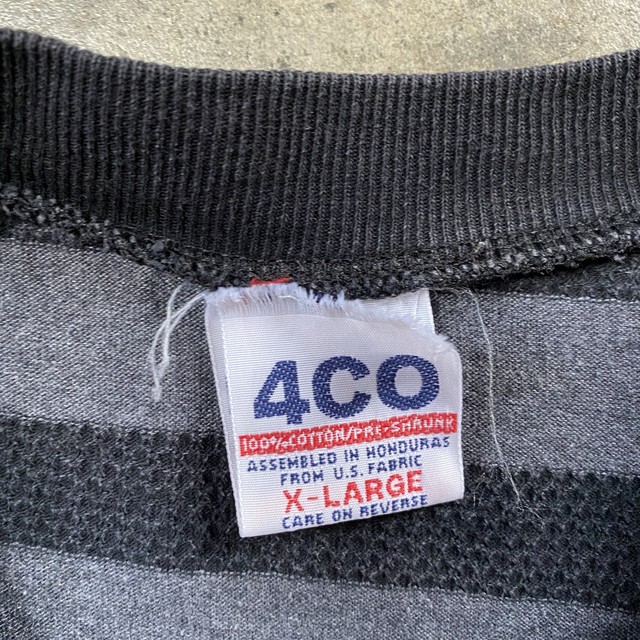 4CO
100% COTTON/PRE-SHRUNK
ASSEMBLED IN HONDURAS
FROM U.S. FABRIC
X-LARGE
CARE ON REVERSE